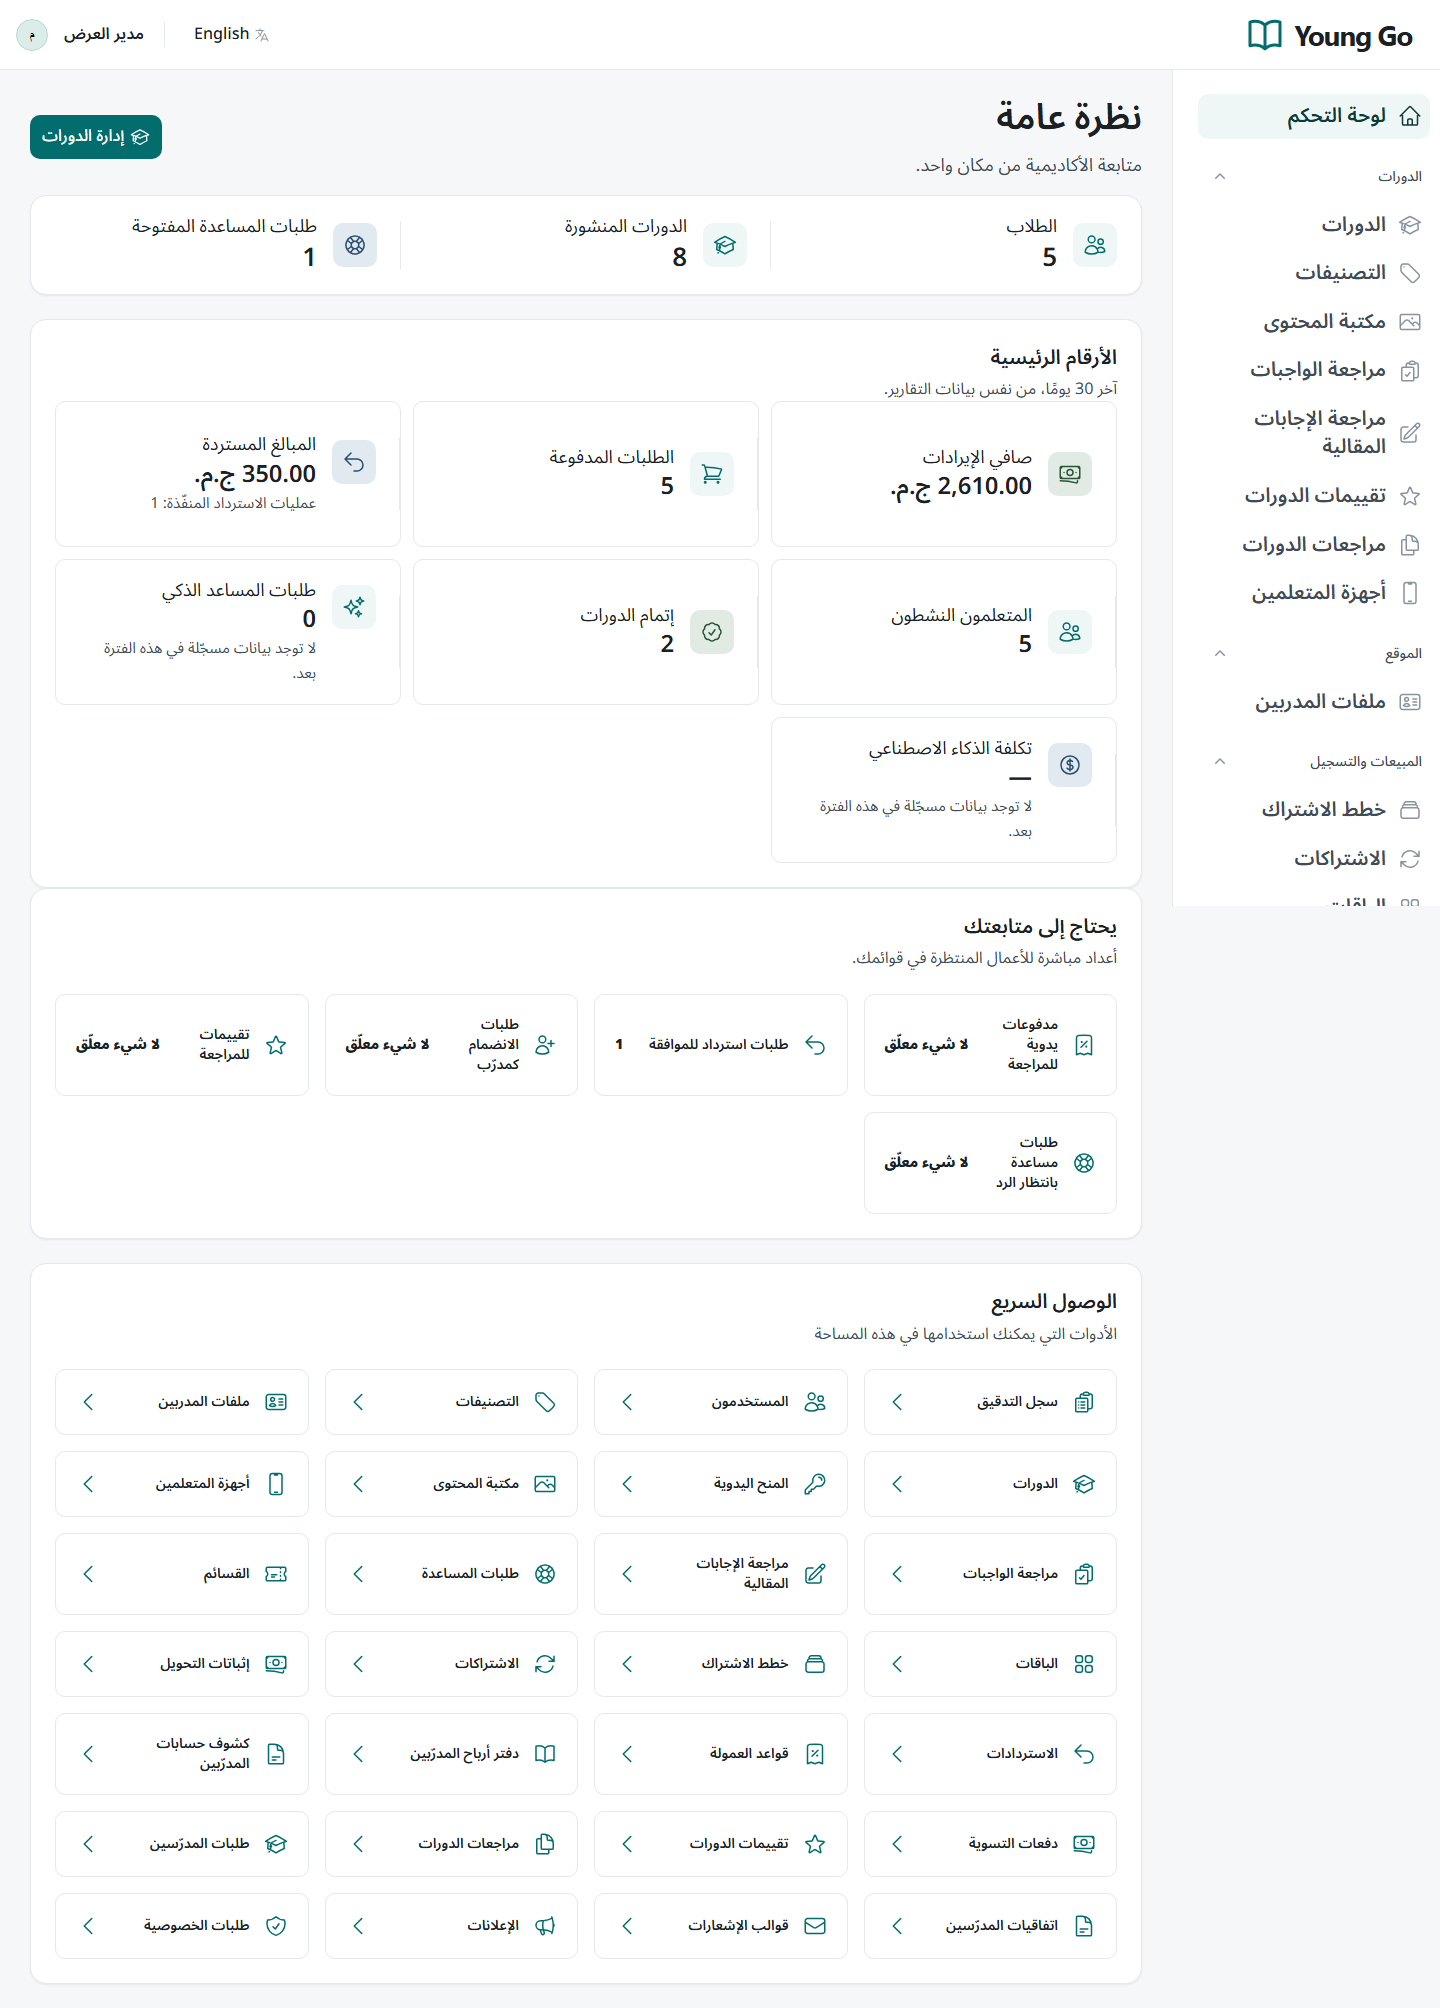 Young Go
English
مدير العرض
م
لوحة التحكم
الدورات
الدورات
التصنيفات
مكتبة المحتوى
مراجعة الواجبات
مراجعة الإجابات
المقالية
تقييمات الدورات
مراجعات الدورات
أجهزة المتعلمين
الموقع
ملفات المدربين
المبيعات والتسجيل
خطط الاشتراك
الاشتراكات
الباقات
نظرة عامة
متابعة الأكاديمية من مكان واحد.
إدارة الدورات
الطلاب
5
الدورات المنشورة
8
طلبات المساعدة المفتوحة
1
الأرقام الرئيسية
آخر 30 يومًا، من نفس بيانات التقارير.
صافي الإيرادات
2,610.00 ج.م.
الطلبات المدفوعة
5
المبالغ المستردة
350.00 ج.م.
عمليات الاسترداد المنفّذة: 1
المتعلمون النشطون
5
إتمام الدورات
2
طلبات المساعد الذكي
0
لا توجد بيانات مسجّلة في هذه الفترة
بعد.
تكلفة الذكاء الاصطناعي
—
لا توجد بيانات مسجّلة في هذه الفترة
بعد.
يحتاج إلى متابعتك
أعداد مباشرة للأعمال المنتظرة في قوائمك.
مدفوعات
يدوية
للمراجعة
لا شيء معلّق
طلبات استرداد للموافقة
1
طلبات
الانضمام
كمدرّب
لا شيء معلّق
تقييمات
للمراجعة
لا شيء معلّق
طلبات
مساعدة
بانتظار الرد
لا شيء معلّق
الوصول السريع
الأدوات التي يمكنك استخدامها في هذه المساحة
سجل التدقيق
المستخدمون
التصنيفات
ملفات المدربين
الدورات
المنح اليدوية
مكتبة المحتوى
أجهزة المتعلمين
مراجعة الواجبات
مراجعة الإجابات
المقالية
طلبات المساعدة
القسائم
الباقات
خطط الاشتراك
الاشتراكات
إثباتات التحويل
الاستردادات
قواعد العمولة
دفتر أرباح المدرّبين
كشوف حسابات
المدرّبين
دفعات التسوية
تقييمات الدورات
مراجعات الدورات
طلبات المدرّسين
اتفاقيات المدرّسين
قوالب الإشعارات
الإعلانات
طلبات الخصوصية